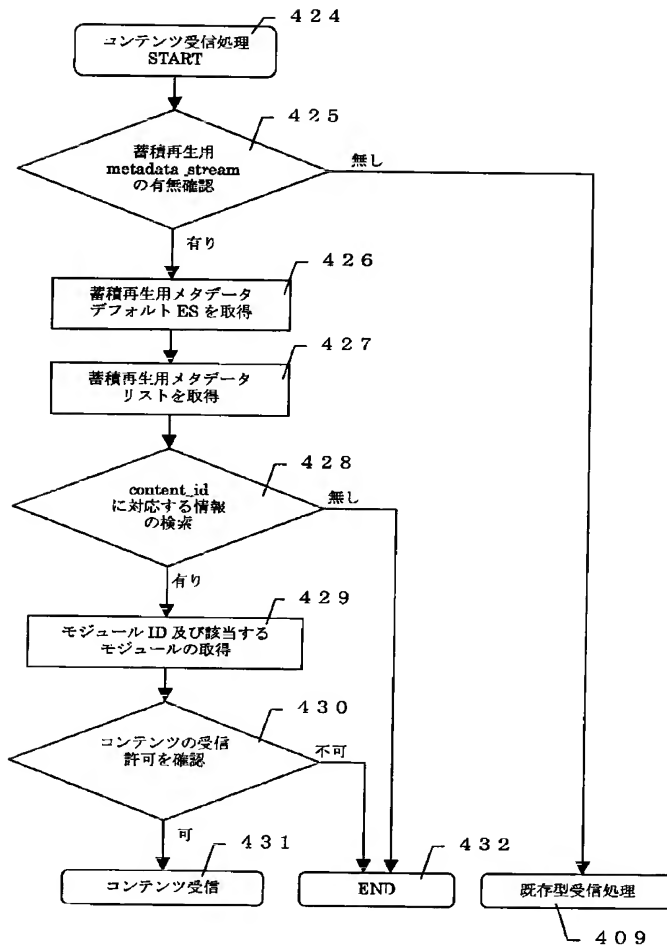 424
コンテンツ受信処理
START
425
蓄積再生用
metadata_stream
の有無確認
無し
有り
426
蓄積再生用メタデータ
デフォルト ES を取得
427
蓄積再生用メタデータ
リストを取得
428
content_id
に対応する情報
の検索
無し
有り
429
モジュール ID 及び該当する
モジュールの取得
430
コンテンツの受信
許可を確認
不可
可
431
コンテンツ受信
432
END
既存型受信処理
409